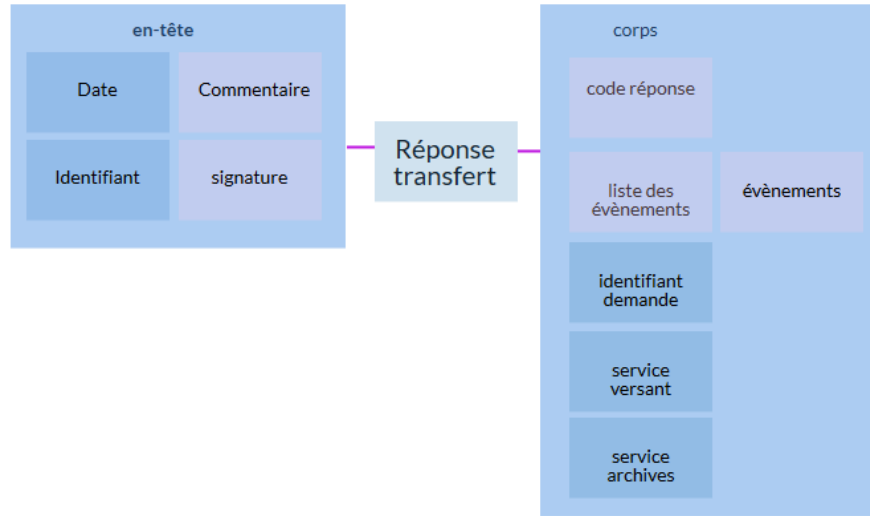 en-tête
Date
Commentaire
Identifiant
signature
Réponse
transfert
corps
code réponse
liste des
évènements
évènements
identifiant
demande
service
versant
service
archives